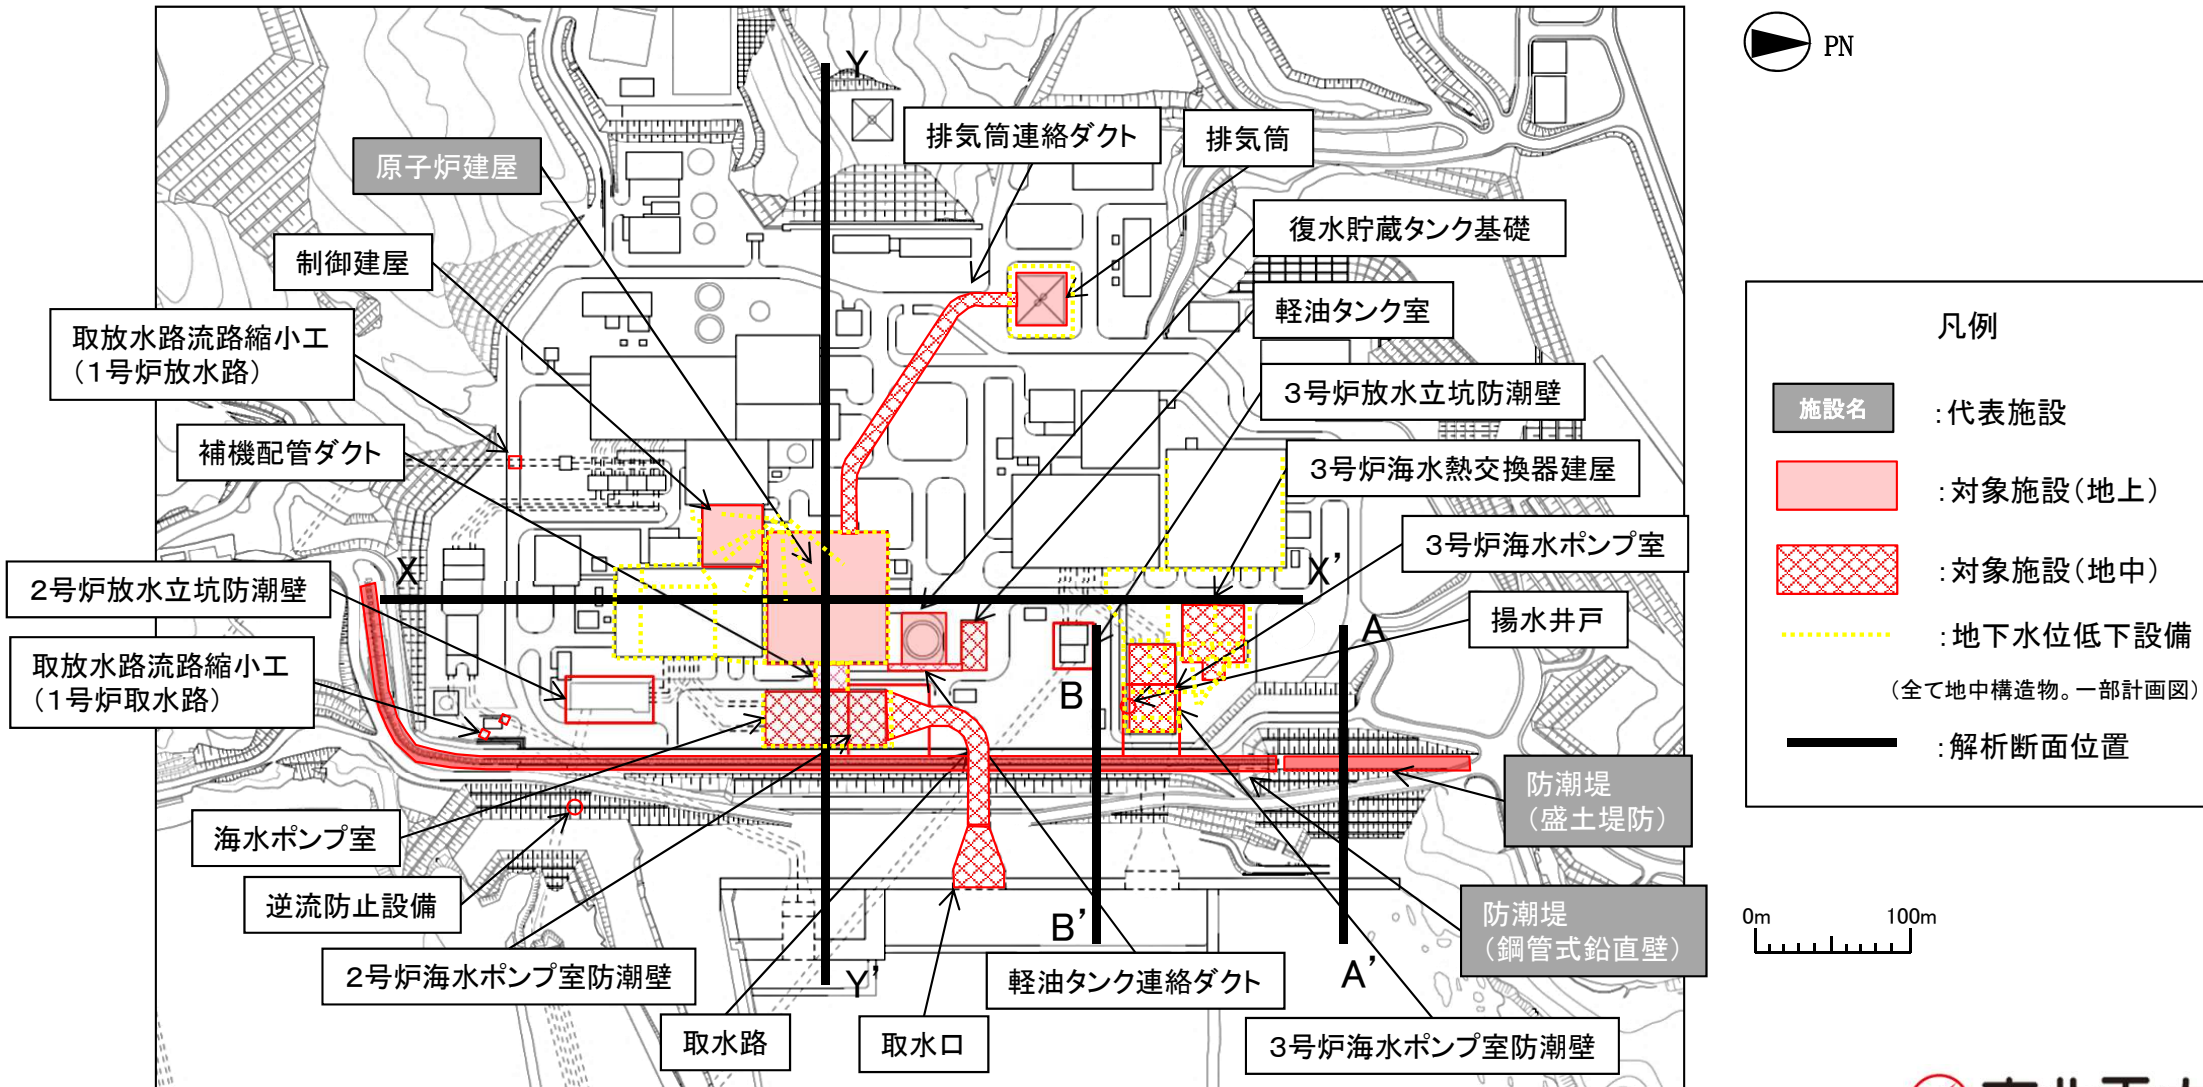 PN
Y
排気筒連絡ダクト
排気筒
原子炉建屋
復水貯蔵タンク基礎
制御建屋
軽油タンク室
取放水路流路縮小工
(1号炉放水路)
3号炉放水立坑防潮壁
補機配管ダクト
3号炉海水熱交換器建屋
3号炉海水ポンプ室
X
X'
2号炉放水立坑防潮壁
揚水井戸
A
取放水路流路縮小工
(1号炉取水路)
B
防潮堤
(盛土堤防)
海水ポンプ室
逆流防止設備
防潮堤
(鋼管式鉛直壁)
B'
2号炉海水ポンプ室防潮壁
Y'
軽油タンク連絡ダクト
A'
取水路
取水口
3号炉海水ポンプ室防潮壁
凡例
施設名
:代表施設
:対象施設(地上)
:対象施設(地中)
:地下水位低下設備
(全て地中構造物。一部計画図)
:解析断面位置
0m
100m